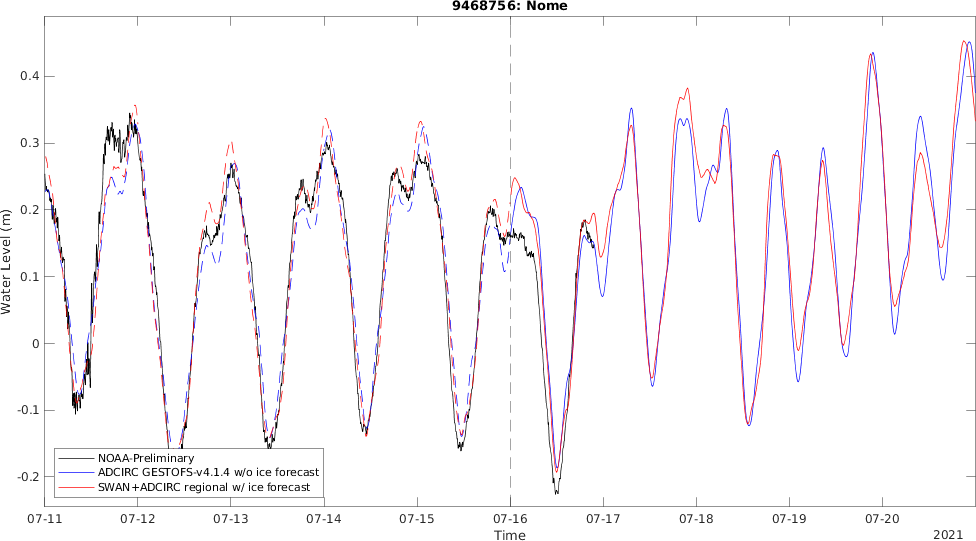 9468756: Nome
Water Level (m)
0.4
0.3
0.2
0.1
0
-0.1
-0.2
NOAA-Preliminary
ADCIRC GESTOFS-v4.1.4 w/o ice forecast
SWAN+ADCIRC regional w/ ice forecast
07-11 07-12 07-13 07-14 07-15 07-16 07-17 07-18 07-19 07-20
Time
2021